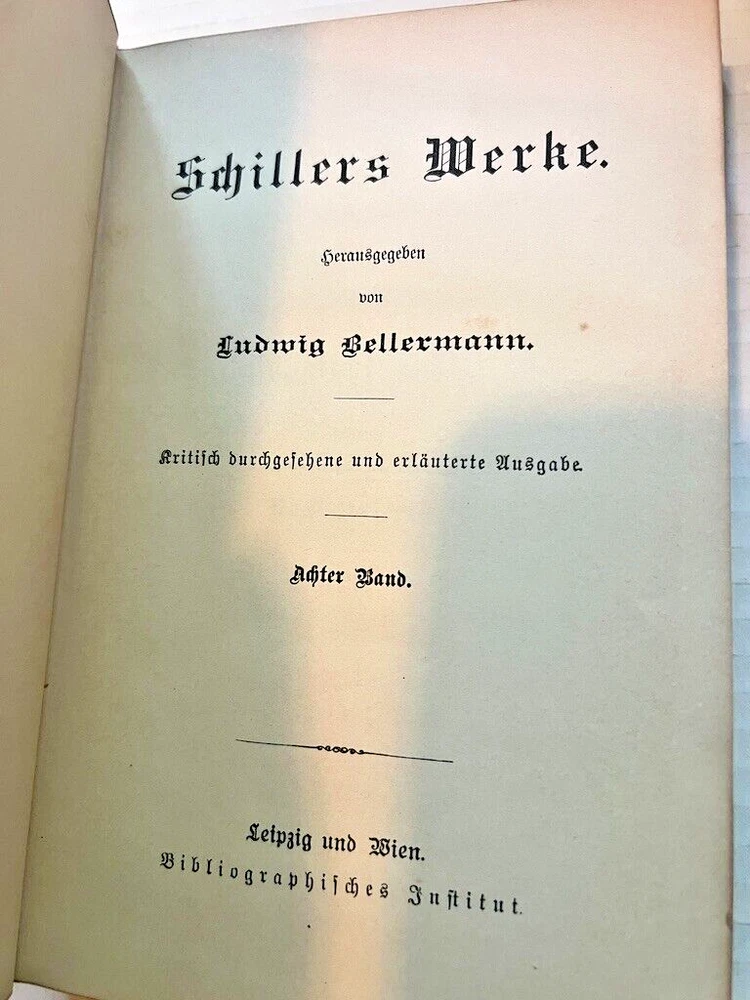 Schillers Werke.
Herausgegeben
von
Ludwig Bellermann.
Kritisch durchgesehene und erläuterte Ausgabe.
Achter Band.
Leipzig und Wien.
Bibliographisches Institut.